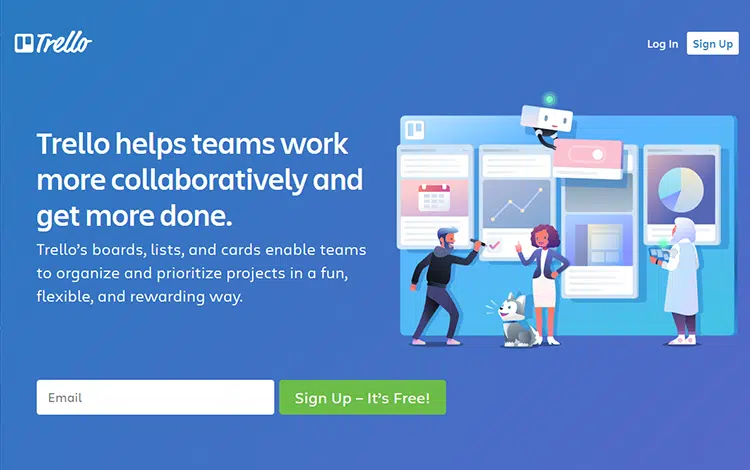 Trello
Log In
Sign Up
Trello helps teams work
more collaboratively and
get more done.
Trello’s boards, lists, and cards enable teams
to organize and prioritize projects in a fun,
flexible, and rewarding way.
Email
Sign Up – It’s Free!